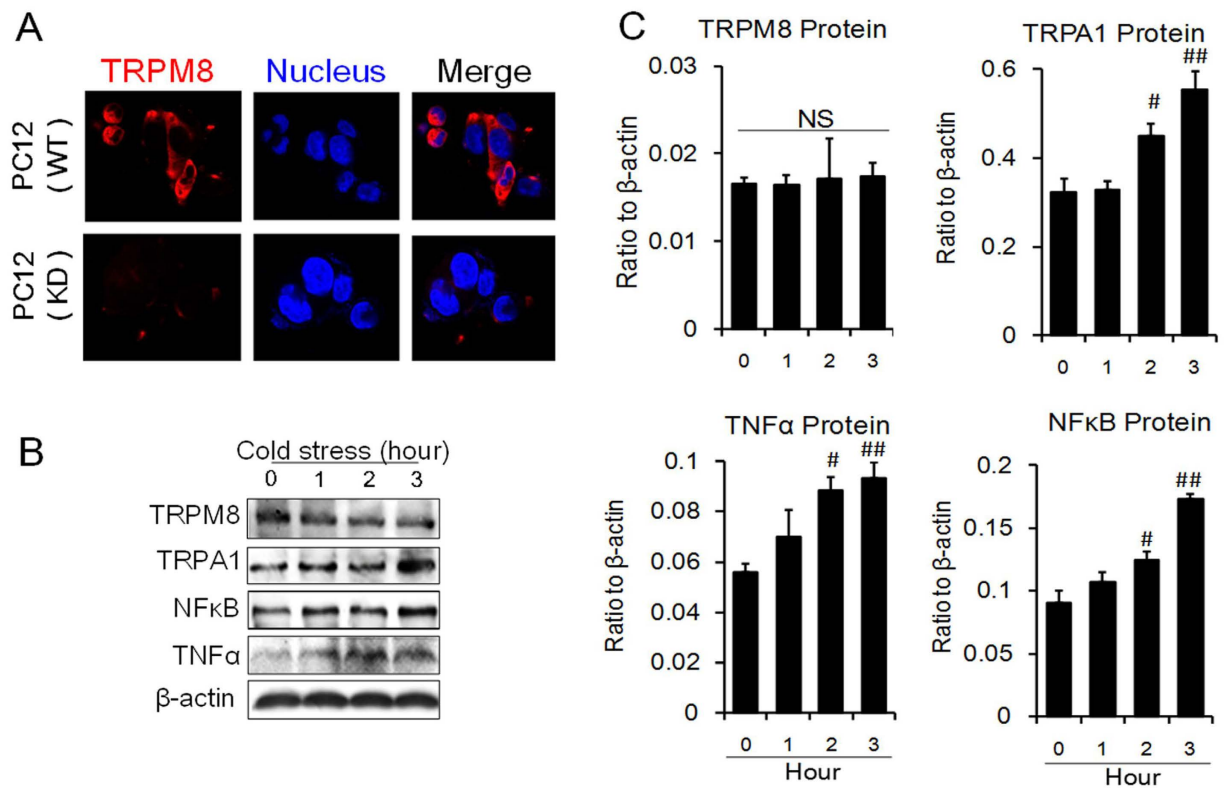 A
TRPM8 Nucleus Merge
PC12
(WT)
PC12
(KD)
B
Cold stress (hour)
0 1 2 3
TRPM8
TRPA1
NFκB
TNFα
β-actin
C
TRPM8 Protein
Ratio to β-actin
0.03
0.02
0.01
0
NS
0 1 2 3
TRPA1 Protein
Ratio to β-actin
0.6
0.4
0.2
0
#
##
0 1 2 3
TNFα Protein
Ratio to β-actin
0.1
0.08
0.06
0.04
0.02
0
# ##
0 1 2 3
Hour
NFκB Protein
Ratio to β-actin
0.2
0.15
0.1
0.05
0
#
##
0 1 2 3
Hour